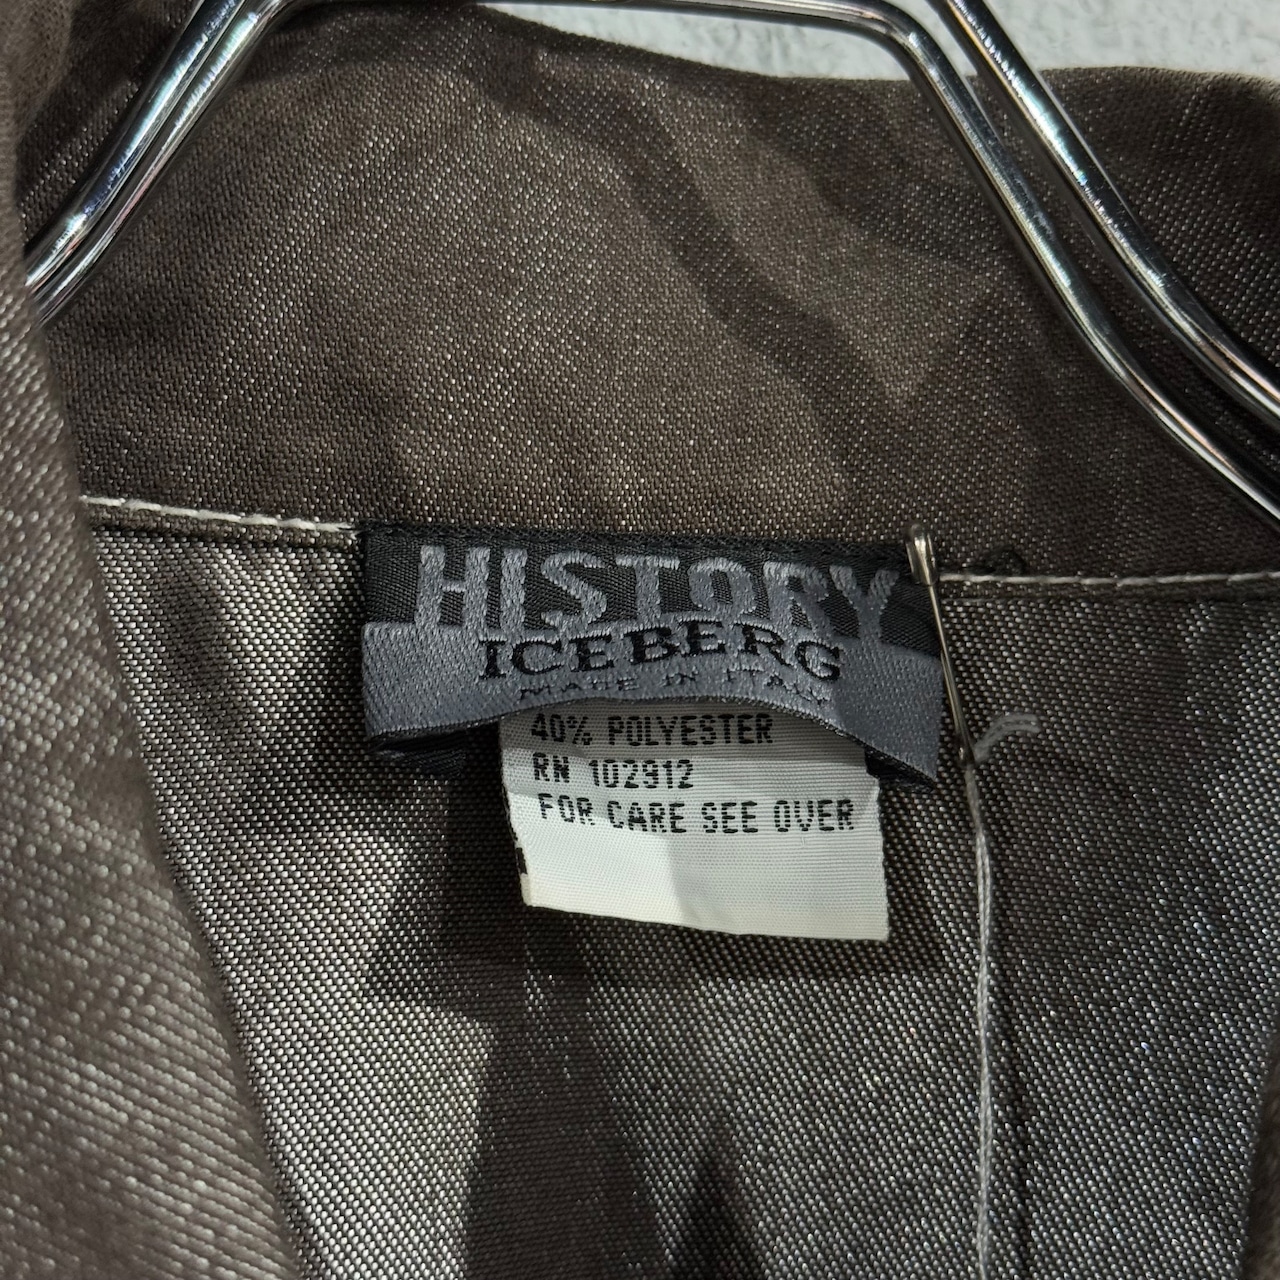 HISTORY
ICEBERG
MADE IN ITALY
40% POLYESTER
RN 102912
FOR CARE SEE OVER